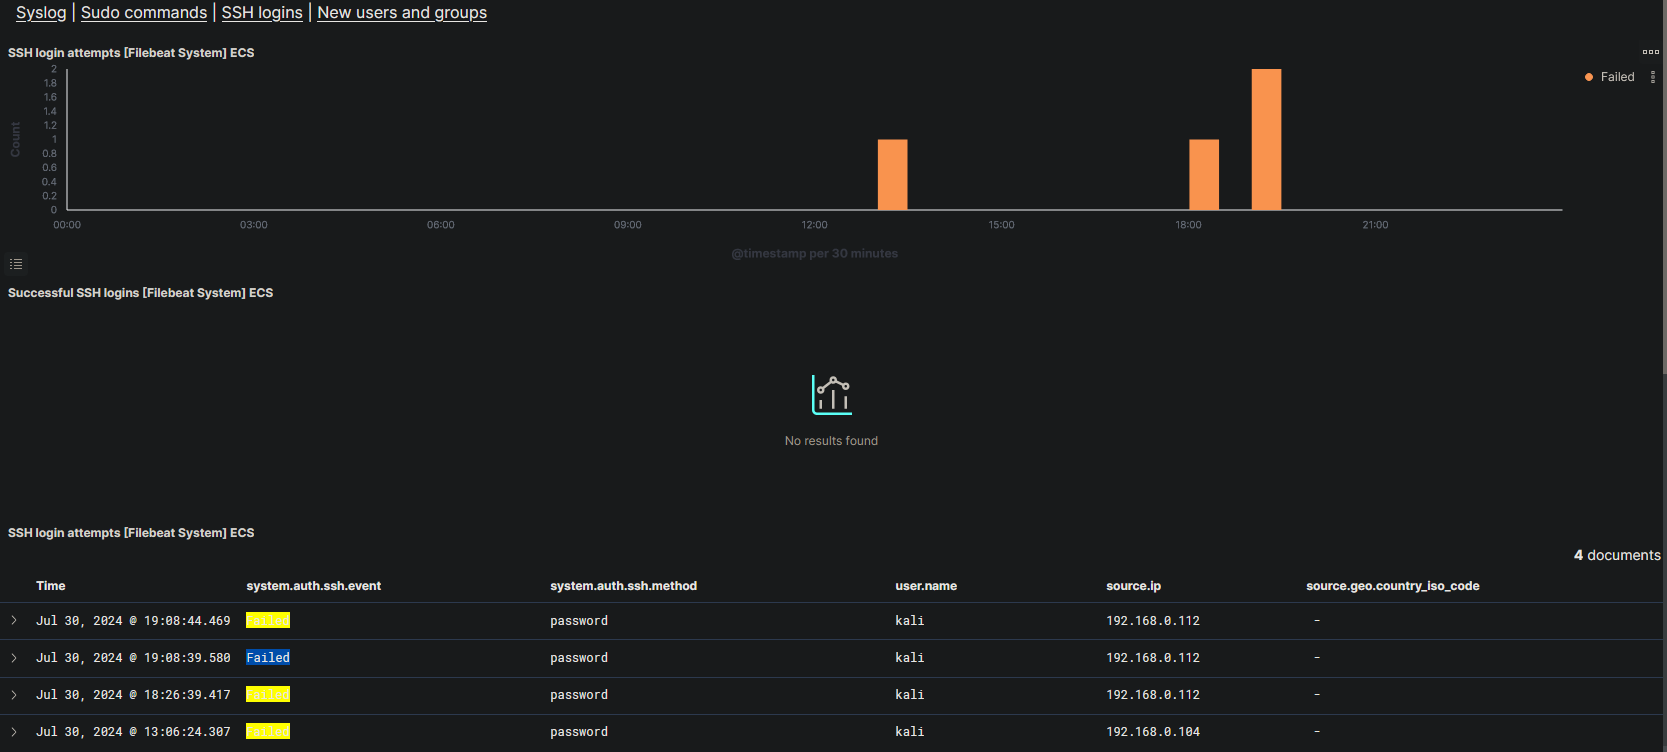 Syslog | Sudo commands | SSH logins | New users and groups
SSH login attempts [Filebeat System] ECS
Failed
Count
2
1.8
1.6
1.4
1.2
1
0.8
0.6
0.4
0.2
0
00:00 03:00 06:00 09:00 12:00 15:00 18:00 21:00
@timestamp per 30 minutes
Successful SSH logins [Filebeat System] ECS
No results found
SSH login attempts [Filebeat System] ECS
4 documents
Time system.auth.ssh.event system.auth.ssh.method user.name source.ip source.geo.country_iso_code
Jul 30, 2024 @ 19:08:44.469 Failed password kali 192.168.0.112 -
Jul 30, 2024 @ 19:08:39.580 Failed password kali 192.168.0.112 -
Jul 30, 2024 @ 18:26:39.417 Failed password kali 192.168.0.112 -
Jul 30, 2024 @ 13:06:24.307 Failed password kali 192.168.0.104 -